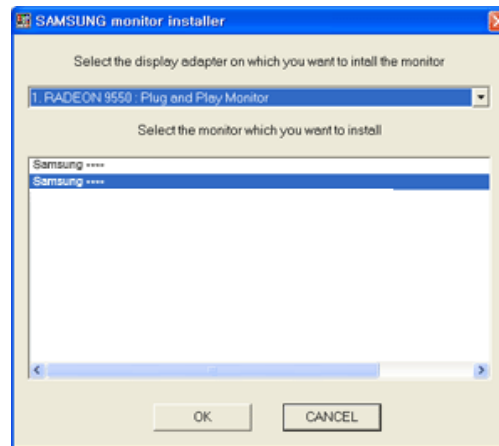 SAMSUNG monitor installer
Select the display adapter on which you want to intall the monitor
1. RADEON 9550 : Plug and Play Monitor
Select the monitor which you want to install
Samsung ----
Samsung ----
OK
CANCEL